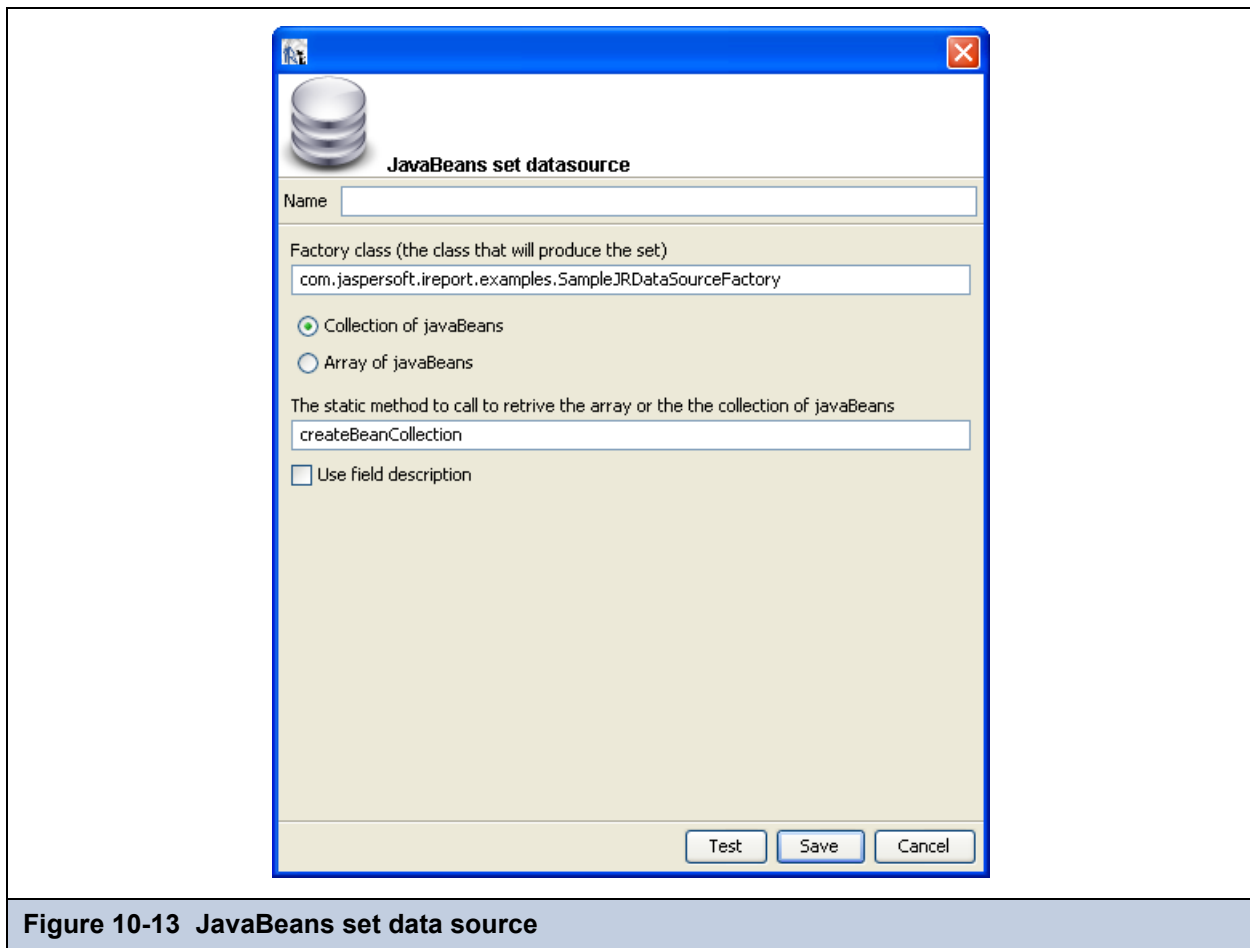 JavaBeans set datasource
Name
Factory class (the class that will produce the set)
com.jaspersoft.ireport.examples.SampleJRDataSourceFactory
Collection of javaBeans
Array of javaBeans
The static method to call to retrive the array or the the collection of javaBeans
createBeanCollection
Use field description
Test Save Cancel
Figure 10-13 JavaBeans set data source